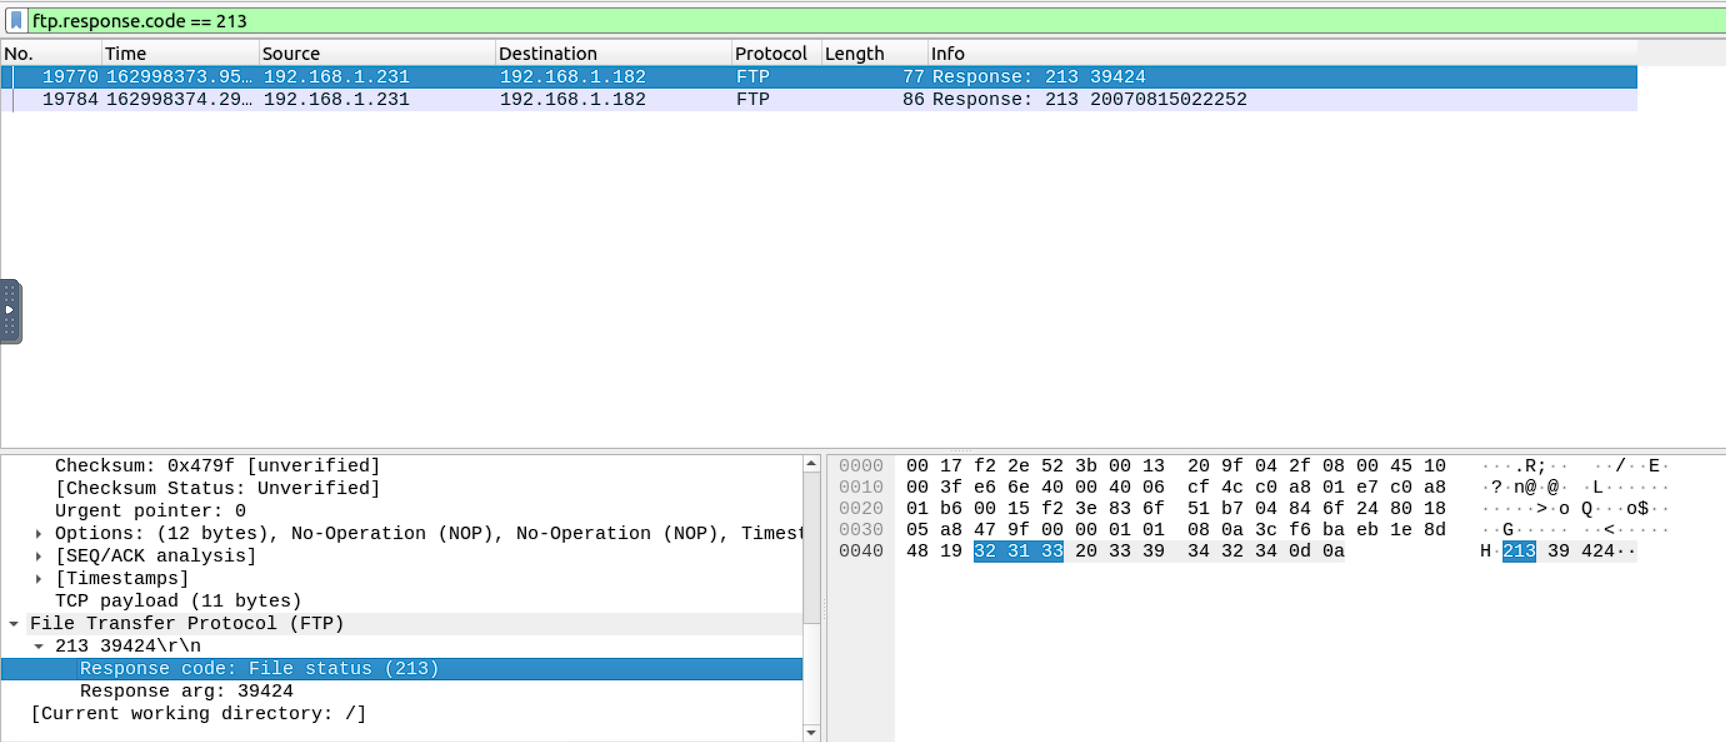 ftp.response.code == 213
No. Time Source Destination Protocol Length Info
19770 162998373.95… 192.168.1.231 192.168.1.182 FTP 77 Response: 213 39424
19784 162998374.29… 192.168.1.231 192.168.1.182 FTP 86 Response: 213 20070815022252
Checksum: 0x479f [unverified]
[Checksum Status: Unverified]
Urgent pointer: 0
Options: (12 bytes), No-Operation (NOP), No-Operation (NOP), Timest
[SEQ/ACK analysis]
[Timestamps]
TCP payload (11 bytes)
File Transfer Protocol (FTP)
213 39424\r\n
Response code: File status (213)
Response arg: 39424
[Current working directory: /]
0000 00 17 f2 2e 52 3b 00 13 20 9f 04 2f 08 00 45 10 ····.R;·· ··/··E·
0010 00 3f e6 6e 40 00 40 06 cf 4c c0 a8 01 e7 c0 a8 ·?·n@·@· ·L······
0020 01 b6 00 15 f2 3e 83 6f 51 b7 04 84 6f 24 80 18 ·····>·o Q···o$··
0030 05 a8 47 9f 00 00 01 01 08 0a 3c f6 ba eb 1e 8d ··G····· ··<·····
0040 48 19 32 31 33 20 33 39 34 32 34 0d 0a H·213 39 424··